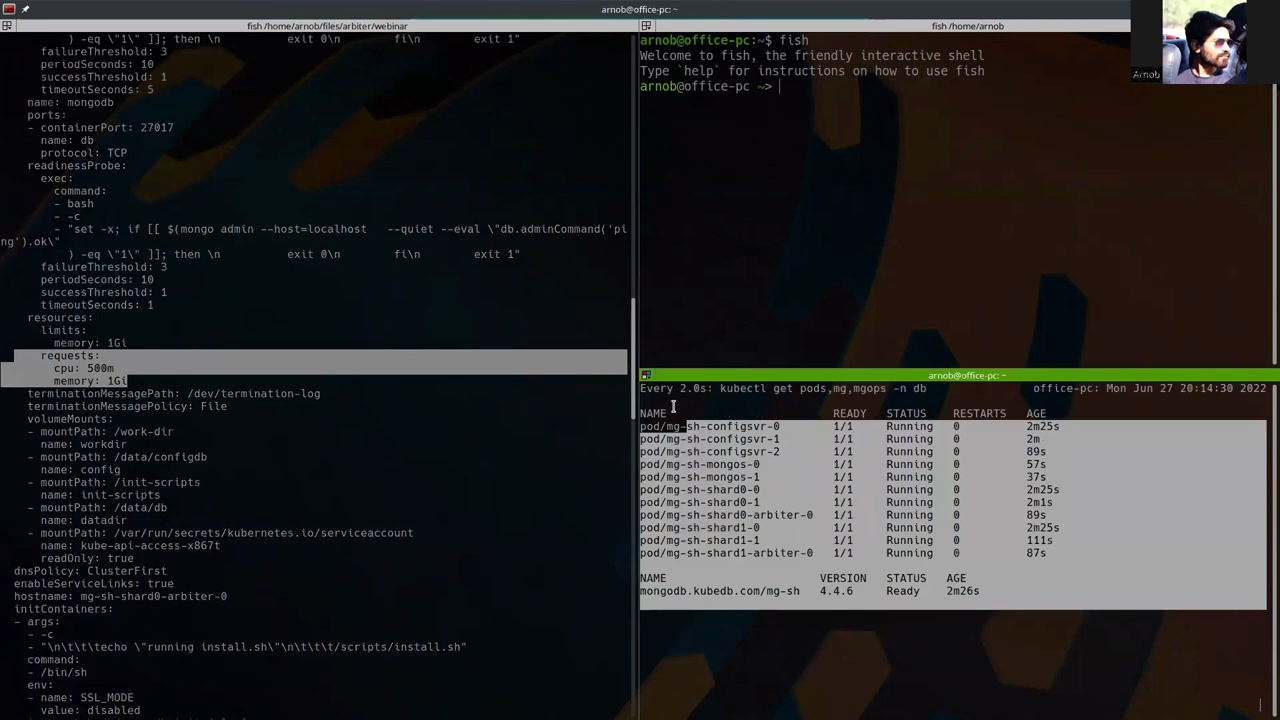 arnob@office-pc: ~
fish /home/arnob/files/arbiter/webinar
) -eq \"1\" ]]; then \n          exit 0\n        fi\n        exit 1"
failureThreshold: 3
periodSeconds: 10
successThreshold: 1
timeoutSeconds: 5
name: mongodb
ports:
- containerPort: 27017
name: db
protocol: TCP
readinessProbe:
exec:
command:
- bash
- -c
- "set -x; if [[ $(mongo admin --host=localhost   --quiet --eval \"db.adminCommand('pi
ng').ok\"
) -eq \"1\" ]]; then \n          exit 0\n        fi\n        exit 1"
failureThreshold: 3
periodSeconds: 10
successThreshold: 1
timeoutSeconds: 1
resources:
limits:
memory: 1Gi
requests:
cpu: 500m
memory: 1Gi
terminationMessagePath: /dev/termination-log
terminationMessagePolicy: File
volumeMounts:
- mountPath: /work-dir
name: workdir
- mountPath: /data/configdb
name: config
- mountPath: /init-scripts
name: init-scripts
- mountPath: /data/db
name: datadir
- mountPath: /var/run/secrets/kubernetes.io/serviceaccount
name: kube-api-access-x867t
readOnly: true
dnsPolicy: ClusterFirst
enableServiceLinks: true
hostname: mg-sh-shard0-arbiter-0
initContainers:
- args:
- -c
- "\n\t\t\techo \"running install.sh\"\n\t\t\t/scripts/install.sh"
command:
- /bin/sh
env:
- name: SSL_MODE
value: disabled
fish /home/arnob
arnob@office-pc:~$ fish
Welcome to fish, the friendly interactive shell
Type `help` for instructions on how to use fish
arnob@office-pc ~>
Arnob
arnob@office-pc: ~
Every 2.0s: kubectl get pods,mg,mgops -n db          office-pc: Mon Jun 27 20:14:30 2022
NAME                         READY   STATUS    RESTARTS   AGE
pod/mg-sh-configsvr-0        1/1     Running   0          2m25s
pod/mg-sh-configsvr-1        1/1     Running   0          2m
pod/mg-sh-configsvr-2        1/1     Running   0          89s
pod/mg-sh-mongos-0           1/1     Running   0          57s
pod/mg-sh-mongos-1           1/1     Running   0          37s
pod/mg-sh-shard0-0           1/1     Running   0          2m25s
pod/mg-sh-shard0-1           1/1     Running   0          2m1s
pod/mg-sh-shard0-arbiter-0   1/1     Running   0          89s
pod/mg-sh-shard1-0           1/1     Running   0          2m25s
pod/mg-sh-shard1-1           1/1     Running   0          111s
pod/mg-sh-shard1-arbiter-0   1/1     Running   0          87s
NAME                       VERSION   STATUS   AGE
mongodb.kubedb.com/mg-sh   4.4.6     Ready    2m26s